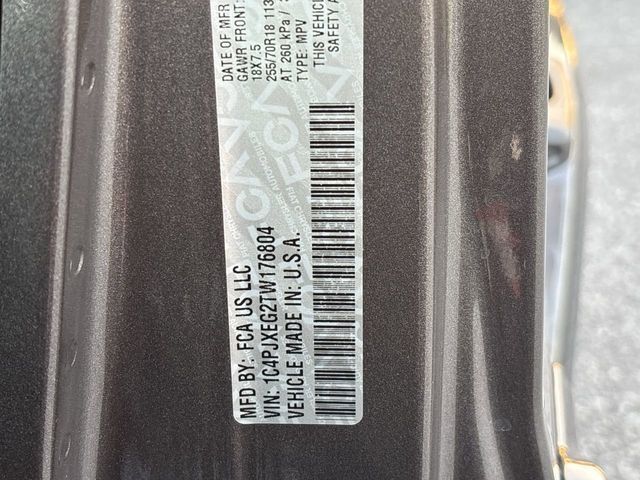 MFD BY: FCA US LLC
VIN: 1C4PJXEG2TW176804
VEHICLE MADE IN: U.S.A.
DATE OF MFR
GAWR FRONT:
18X7.5
255/70R18 113
AT 260 kPa
TYPE: MPV
THIS VEHICLE
SAFETY A